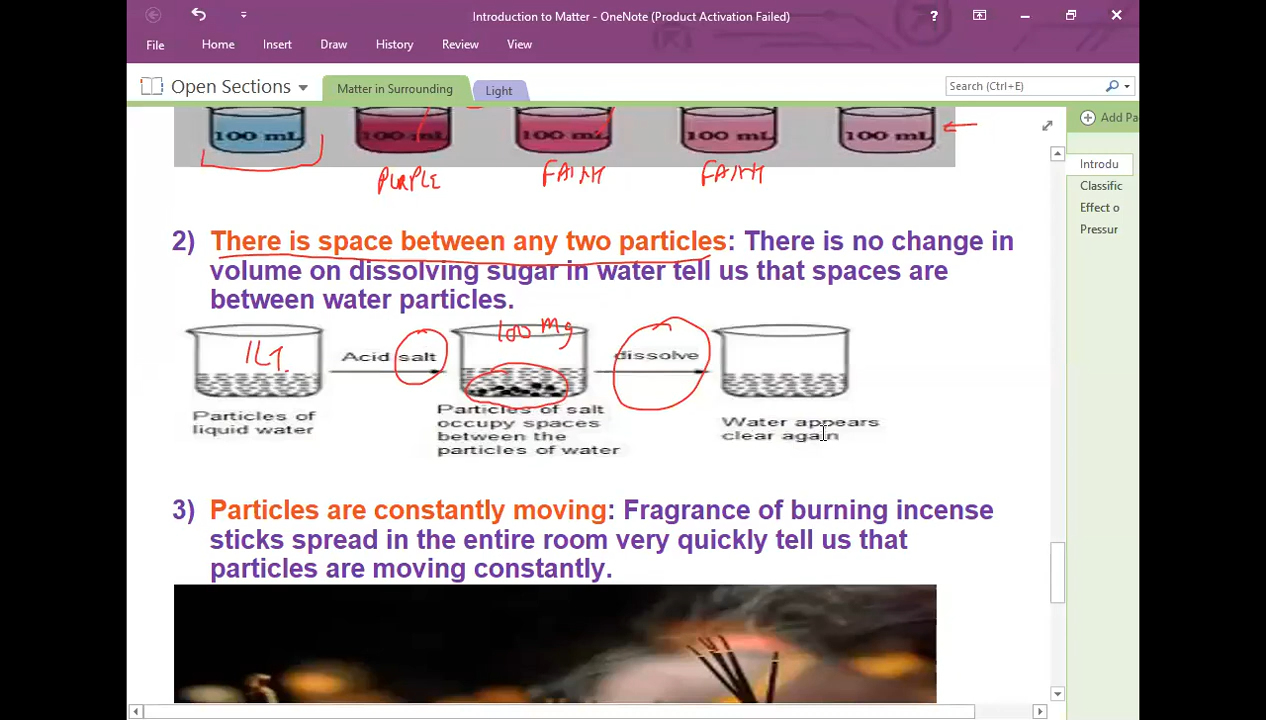 Introduction to Matter - OneNote (Product Activation Failed)
?
File
Home
Insert
Draw
History
Review
View
Open Sections
Matter in Surrounding
Light
Search (Ctrl+E)
Add Pa
Introdu
Classific
Effect o
Pressur
100 mL
100 mL
100 mL
100 mL
100 mL
PURPLE
FAINT
FAINT
2) There is space between any two particles: There is no change in
volume on dissolving sugar in water tell us that spaces are
between water particles.
1LT.
Acid salt
100 Mg
dissolve
Particles of
liquid water
Particles of salt
occupy spaces
between the
particles of water
Water appears
clear again
3) Particles are constantly moving: Fragrance of burning incense
sticks spread in the entire room very quickly tell us that
particles are moving constantly.